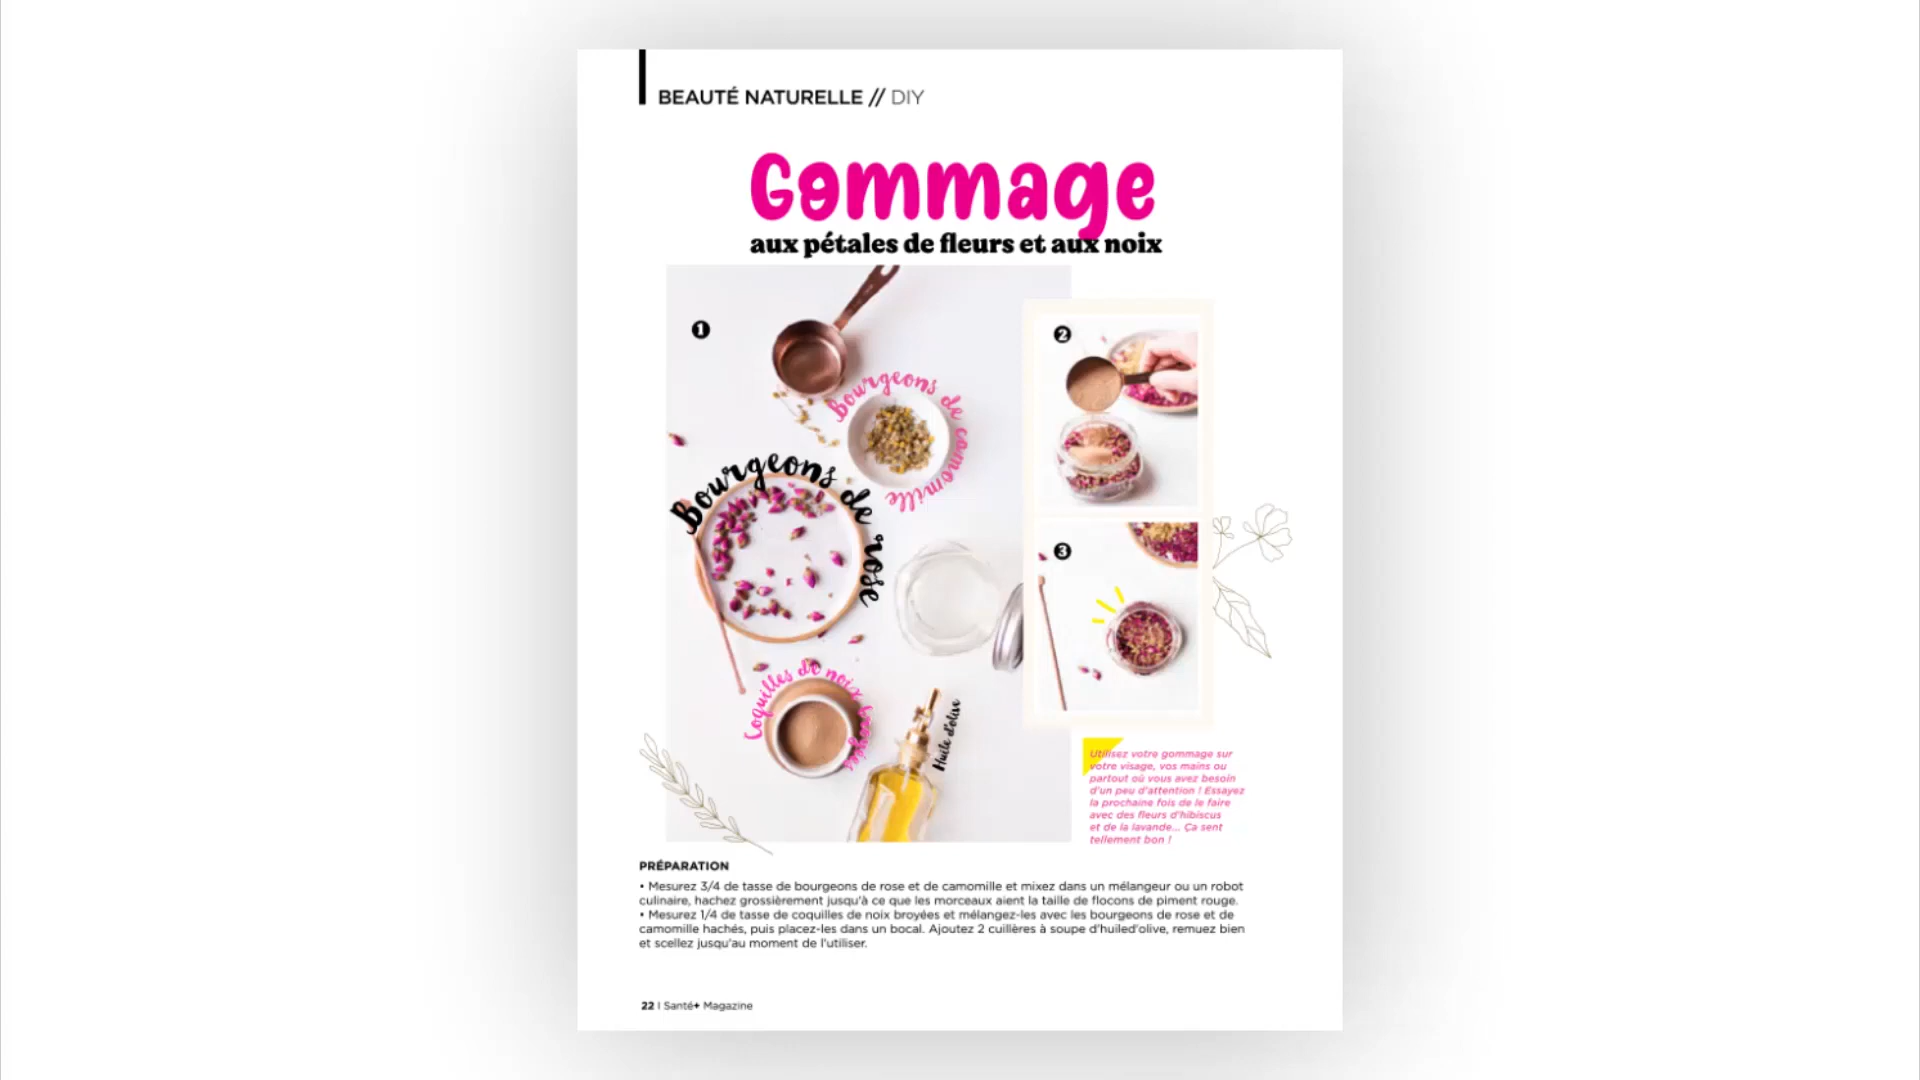 BEAUTÉ NATURELLE // DIY
Gommage
aux pétales de fleurs et aux noix
1
Bourgeons de camomille
Bourgeons de rose
Coquilles de noix broyées
Huile d'olive
2
3
Utilisez votre gommage sur
votre visage, vos mains ou
partout où vous avez besoin
d'un peu d'attention ! Essayez
la prochaine fois de le faire
avec des fleurs d'hibiscus
et de la lavande... Ça sent
tellement bon !
PRÉPARATION
• Mesurez 3/4 de tasse de bourgeons de rose et de camomille et mixez dans un mélangeur ou un robot
culinaire, hachez grossièrement jusqu'à ce que les morceaux aient la taille de flocons de piment rouge.
• Mesurez 1/4 de tasse de coquilles de noix broyées et mélangez-les avec les bourgeons de rose et de
camomille hachés, puis placez-les dans un bocal. Ajoutez 2 cuillères à soupe d'huiled'olive, remuez bien
et scellez jusqu'au moment de l'utiliser.
22 I Santé+ Magazine